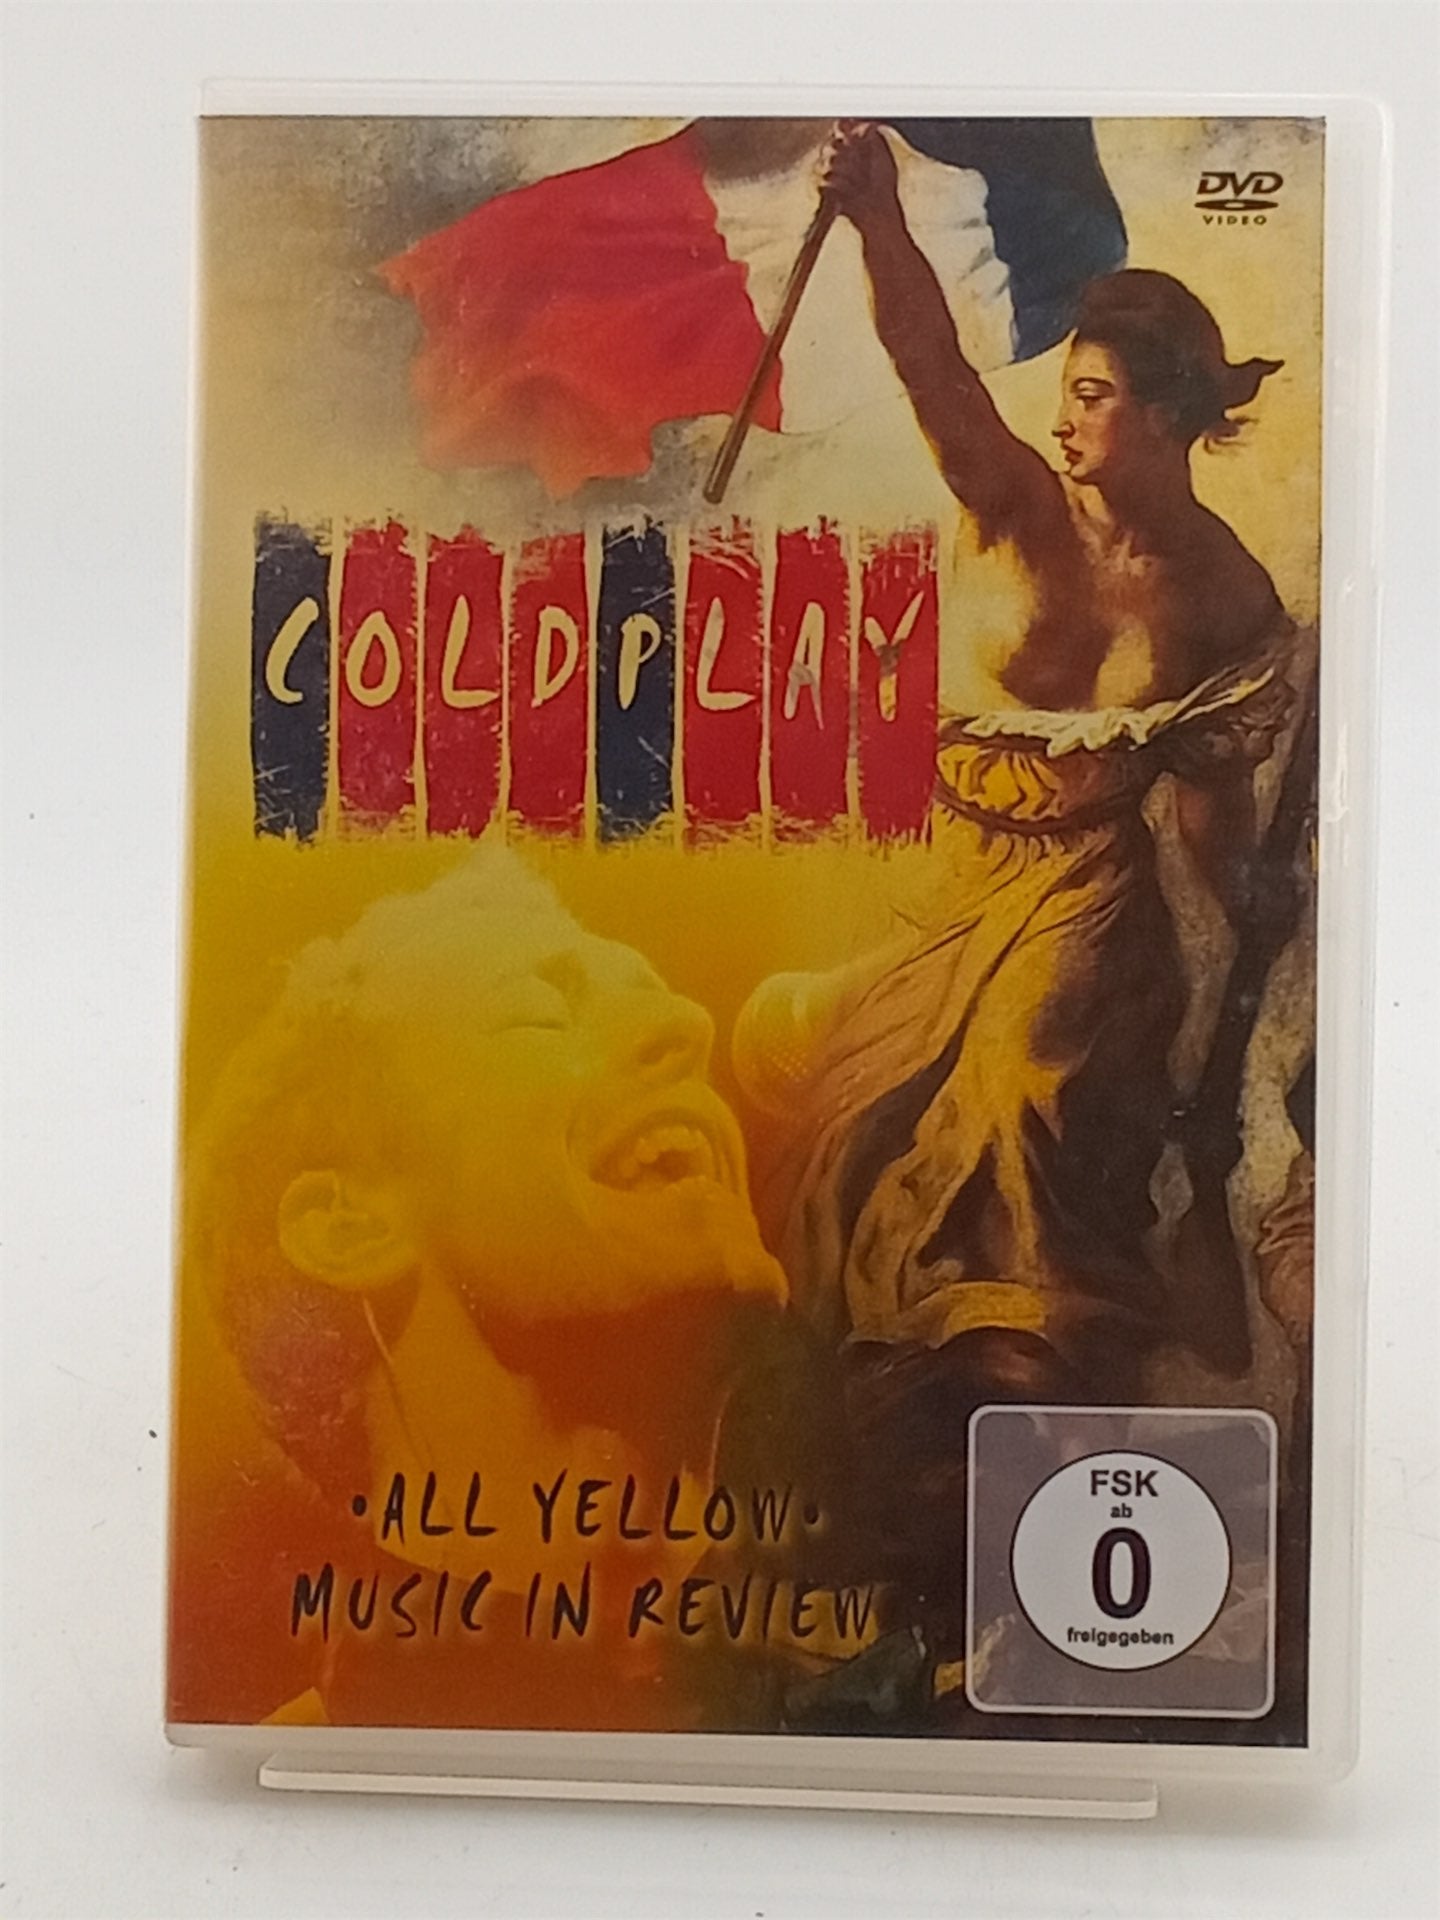 DVD
VIDEO
COLDPLAY
•ALL YELLOW•
MUSIC IN REVIEW
FSK
ab
0
freigegeben